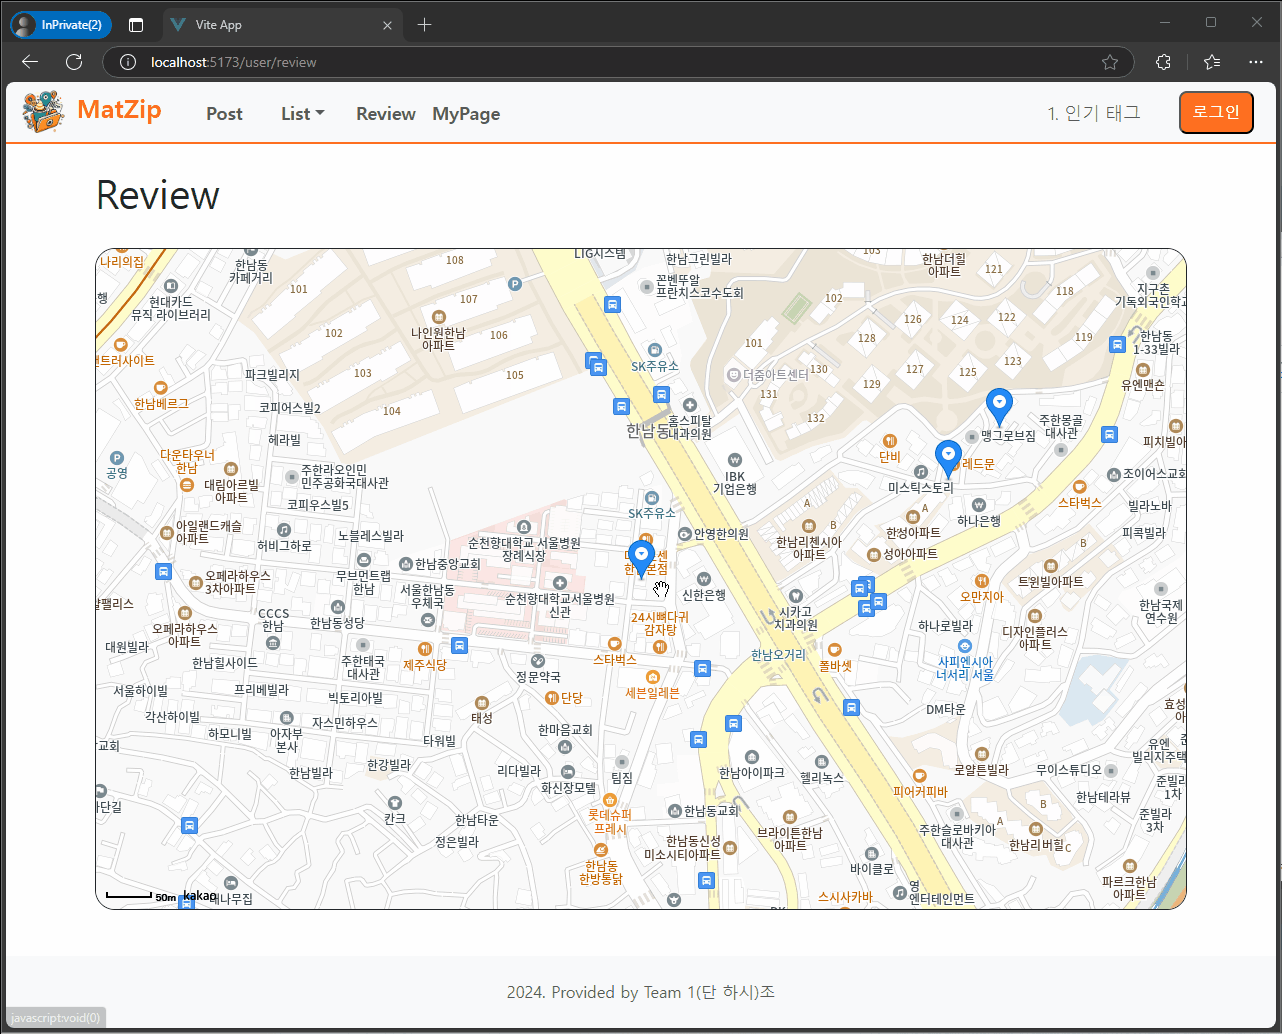 InPrivate(2)
Vite App
localhost:5173/user/review
MatZip
Post
List
Review
MyPage
1. 인기 태그
로그인
Review
나리의집
한남동
카페거리
108
LIG시스템
한남그린빌라
103
한남더힐
아파트
121
101
107
꼰벤뚜알
프란치스코수도회
102
118
지구촌
기독외국인학교
행
현대카드
뮤직 라이브러리
P
102
나인원한남
아파트
106
126
124
122
119
한남동
1-33빌라
101
128
SK주유소
더줌아트센터
130
127
125
123
파크빌리지
103
105
129
유엔맨숀
한남베르그
131
코피어스빌2
104
132
한남동
홈스피탈
내과의원
주한몽골
대사관
맹그로브짐
피치빌라
헤라빌
다운타우너
한남
P
공영
주한라오인민
민주공화국대사관
단비
레드문
IBK
기업은행
미스틱스토리
조이어스교회
대림아르빌
아파트
코피우스빌5
SK주유소
A
스타벅스
빌라노바
아일랜드캐슬
아파트
A
하나은행
B
한성아파트
피콕빌라
허비그하로
노블레스빌라
순천향대학교 서울병원
장례식장
안영한의원
한남리첸시아
아파트
B
성아아파트
한남중앙교회
오페라하우스
3차아파트
무브먼트랩
한남
트윈빌아파트
서울한남동
우체국
순천향대학교서울병원
신관
신한은행
오만지아
팰리스
CCCS
한남
한남동성당
24시뼈다귀
감자탕
시카고
치과의원
한남국제
연수원
오페라하우스
아파트
하나로빌라
디자인플러스
아파트
대원빌라
한남힐사이드
주한태국
대사관
제주식당
스타벅스
한남오거리
폴바셋
사피엔시아
너서리 서울
서울하이빌
프리베빌라
빅토리아빌
정문약국
세븐일레븐
단당
DM타운
각산하이빌
자스민하우스
태성
하모니빌
아자부
본사
한마음교회
타워빌
교회
한남빌라
한강빌라
리다빌라
팀짐
한남아이파크
헬리녹스
로얄튼빌라
무이스튜디오
유엔
빌리지주택
화신장모텔
피어커피바
한남테라뷰
준빌라
1차
단길
칸크
한남타운
롯데슈퍼
프레시
한남동교회
브라이튼한남
아파트
B
A
준빌라
3차
정은빌라
한남동신성
미소시티아파트
주한슬로바키아
대사관
한남리버힐C
한남동
한방통닭
바이클로
파르크한남
아파트
50m
kakao
스시사카바
엔터테인먼트
2024. Provided by Team 1(단 하시)조
javascript:void(0)